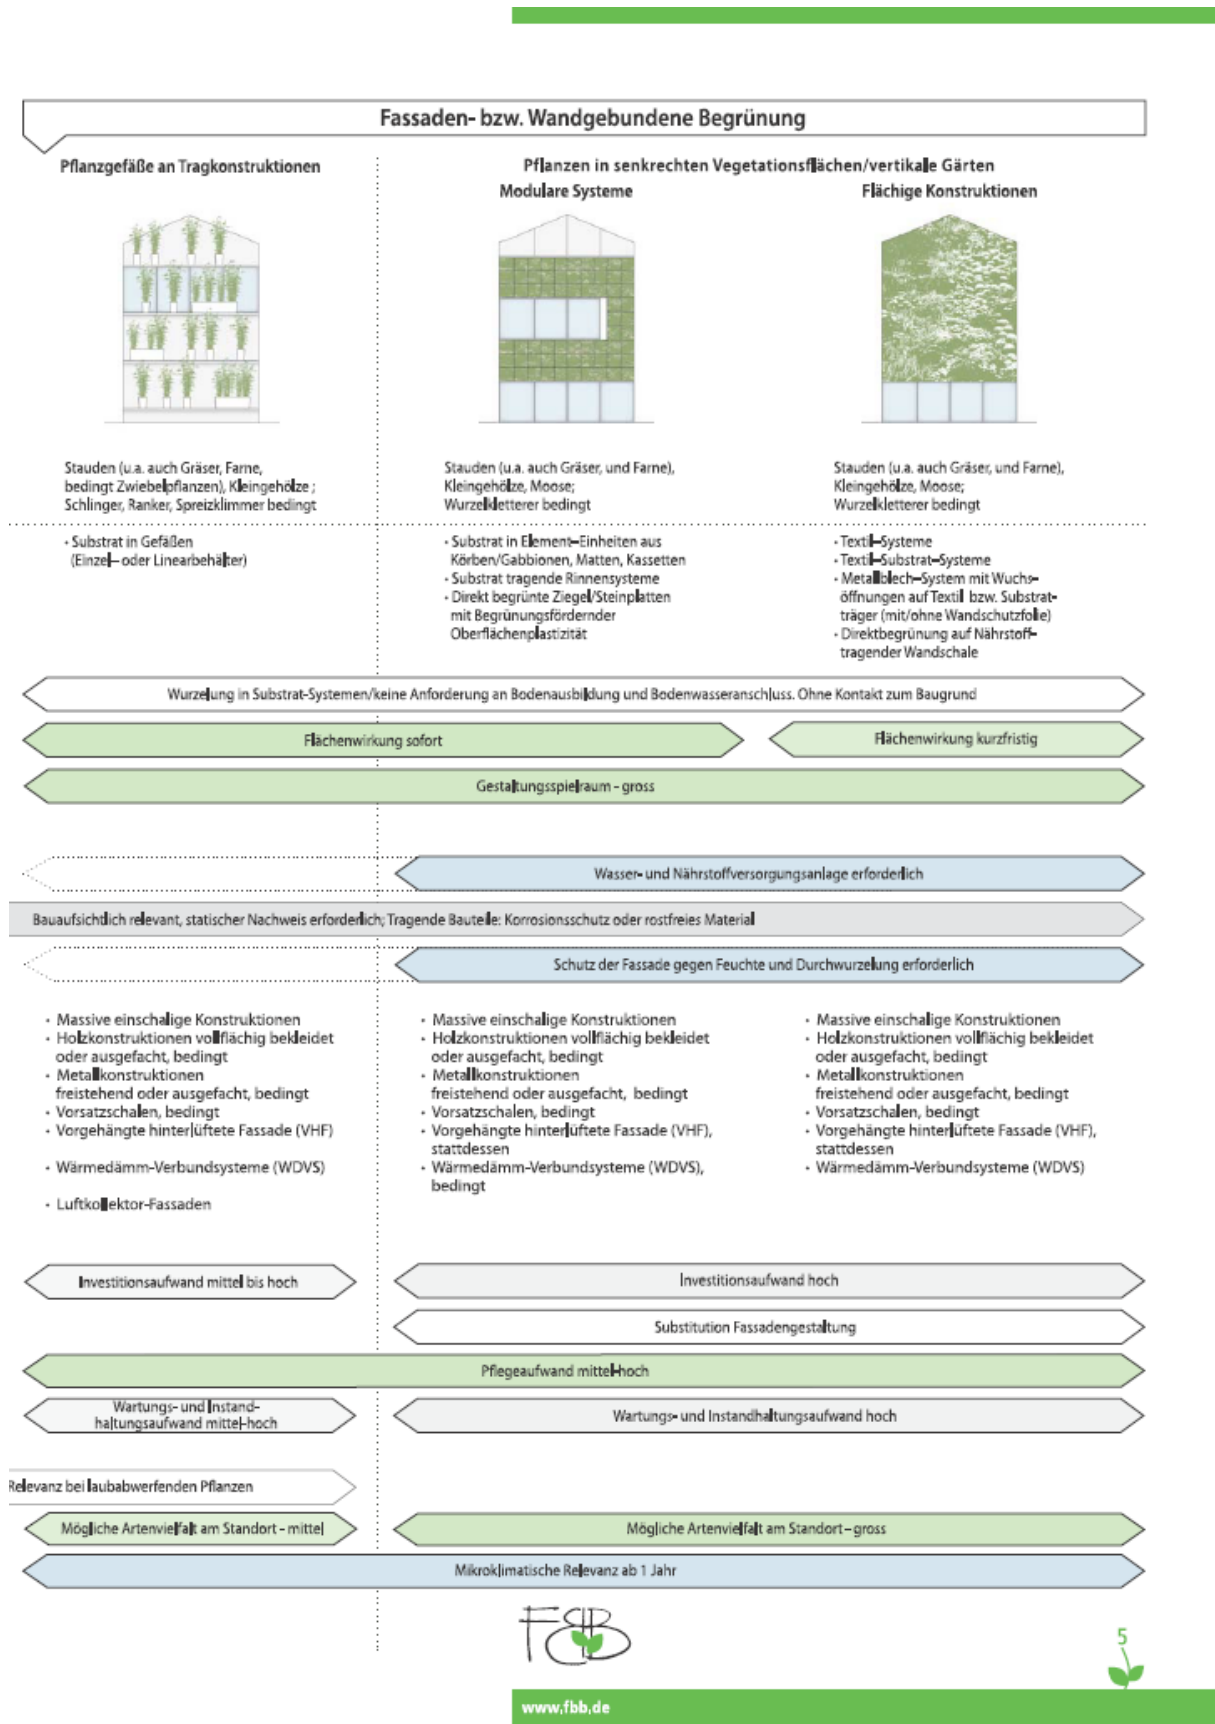 Fassaden- bzw. Wandgebundene Begrünung
Pflanzgefäße an Tragkonstruktionen
Pflanzen in senkrechten Vegetationsflächen/vertikale Gärten
Modulare Systeme
Flächige Konstruktionen
Stauden (u.a. auch Gräser, Farne,
bedingt Zwiebelpflanzen), Kleingehölze ;
Schlinger, Ranker, Spreizklimmer bedingt
Stauden (u.a. auch Gräser, und Farne),
Kleingehölze, Moose;
Wurzelkletterer bedingt
Stauden (u.a. auch Gräser, und Farne),
Kleingehölze, Moose;
Wurzelkletterer bedingt
• Substrat in Gefäßen
(Einzel– oder Linearbehälter)
• Substrat in Element–Einheiten aus
Körben/Gabbionen, Matten, Kassetten
• Substrat tragende Rinnensysteme
• Direkt begrünte Ziegel/Steinplatten
mit Begrünungsfördernder
Oberflächenplastizität
• Textil–Systeme
• Textil–Substrat–Systeme
• Metallblech–System mit Wuchs-
öffnungen auf Textil bzw. Substrat-
träger (mit/ohne Wandschutzfolie)
• Direktbegrünung auf Nährstoff-
tragender Wandschale
Wurzelung in Substrat-Systemen/keine Anforderung an Bodenausbildung und Bodenwasseranschluss. Ohne Kontakt zum Baugrund
Flächenwirkung sofort
Flächenwirkung kurzfristig
Gestaltungsspielraum - gross
Wasser- und Nährstoffversorgungsanlage erforderlich
Bauaufsichtlich relevant, statischer Nachweis erforderlich; Tragende Bauteile: Korrosionsschutz oder rostfreies Material
Schutz der Fassade gegen Feuchte und Durchwurzelung erforderlich
• Massive einschalige Konstruktionen
• Holzkonstruktionen vollflächig bekleidet
oder ausgefacht, bedingt
• Metallkonstruktionen
freistehend oder ausgefacht, bedingt
• Vorsatzschalen, bedingt
• Vorgehängte hinterlüftete Fassade (VHF)
• Wärmedämm-Verbundsysteme (WDVS)
• Luftkollektor-Fassaden
• Massive einschalige Konstruktionen
• Holzkonstruktionen vollflächig bekleidet
oder ausgefacht, bedingt
• Metallkonstruktionen
freistehend oder ausgefacht, bedingt
• Vorsatzschalen, bedingt
• Vorgehängte hinterlüftete Fassade (VHF),
stattdessen
• Wärmedämm-Verbundsysteme (WDVS),
bedingt
• Massive einschalige Konstruktionen
• Holzkonstruktionen vollflächig bekleidet
oder ausgefacht, bedingt
• Metallkonstruktionen
freistehend oder ausgefacht, bedingt
• Vorsatzschalen, bedingt
• Vorgehängte hinterlüftete Fassade (VHF),
stattdessen
• Wärmedämm-Verbundsysteme (WDVS)
Investitionsaufwand mittel bis hoch
Investitionsaufwand hoch
Substitution Fassadengestaltung
Pflegeaufwand mittel-hoch
Wartungs- und Instand-
haltungsaufwand mittel-hoch
Wartungs- und Instandhaltungsaufwand hoch
Relevanz bei laubabwerfenden Pflanzen
Mögliche Artenvielfalt am Standort - mittel
Mögliche Artenvielfalt am Standort – gross
Mikroklimatische Relevanz ab 1 Jahr
FBB
5
www.fbb.de